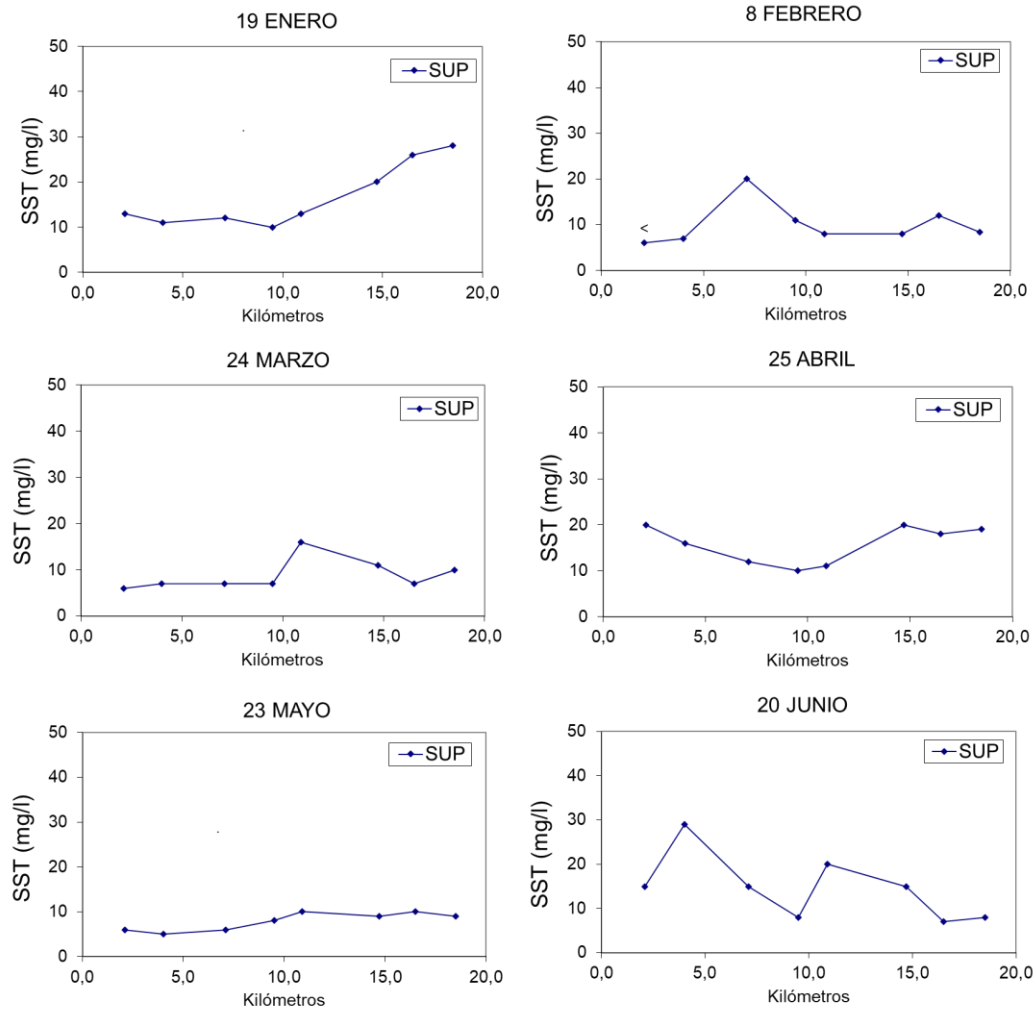 19 ENERO
SUP
SST (mg/l)
50
40
30
20
10
0
0,0 5,0 10,0 15,0 20,0
Kilómetros
8 FEBRERO
SUP
SST (mg/l)
50
40
30
20
10
0
<
0,0 5,0 10,0 15,0 20,0
Kilómetros
24 MARZO
SUP
SST (mg/l)
50
40
30
20
10
0
0,0 5,0 10,0 15,0 20,0
Kilómetros
25 ABRIL
SUP
SST (mg/l)
50
40
30
20
10
0
0,0 5,0 10,0 15,0 20,0
Kilómetros
23 MAYO
SUP
SST (mg/l)
50
40
30
20
10
0
0,0 5,0 10,0 15,0 20,0
Kilómetros
20 JUNIO
SUP
SST (mg/l)
50
40
30
20
10
0
0,0 5,0 10,0 15,0 20,0
Kilómetros